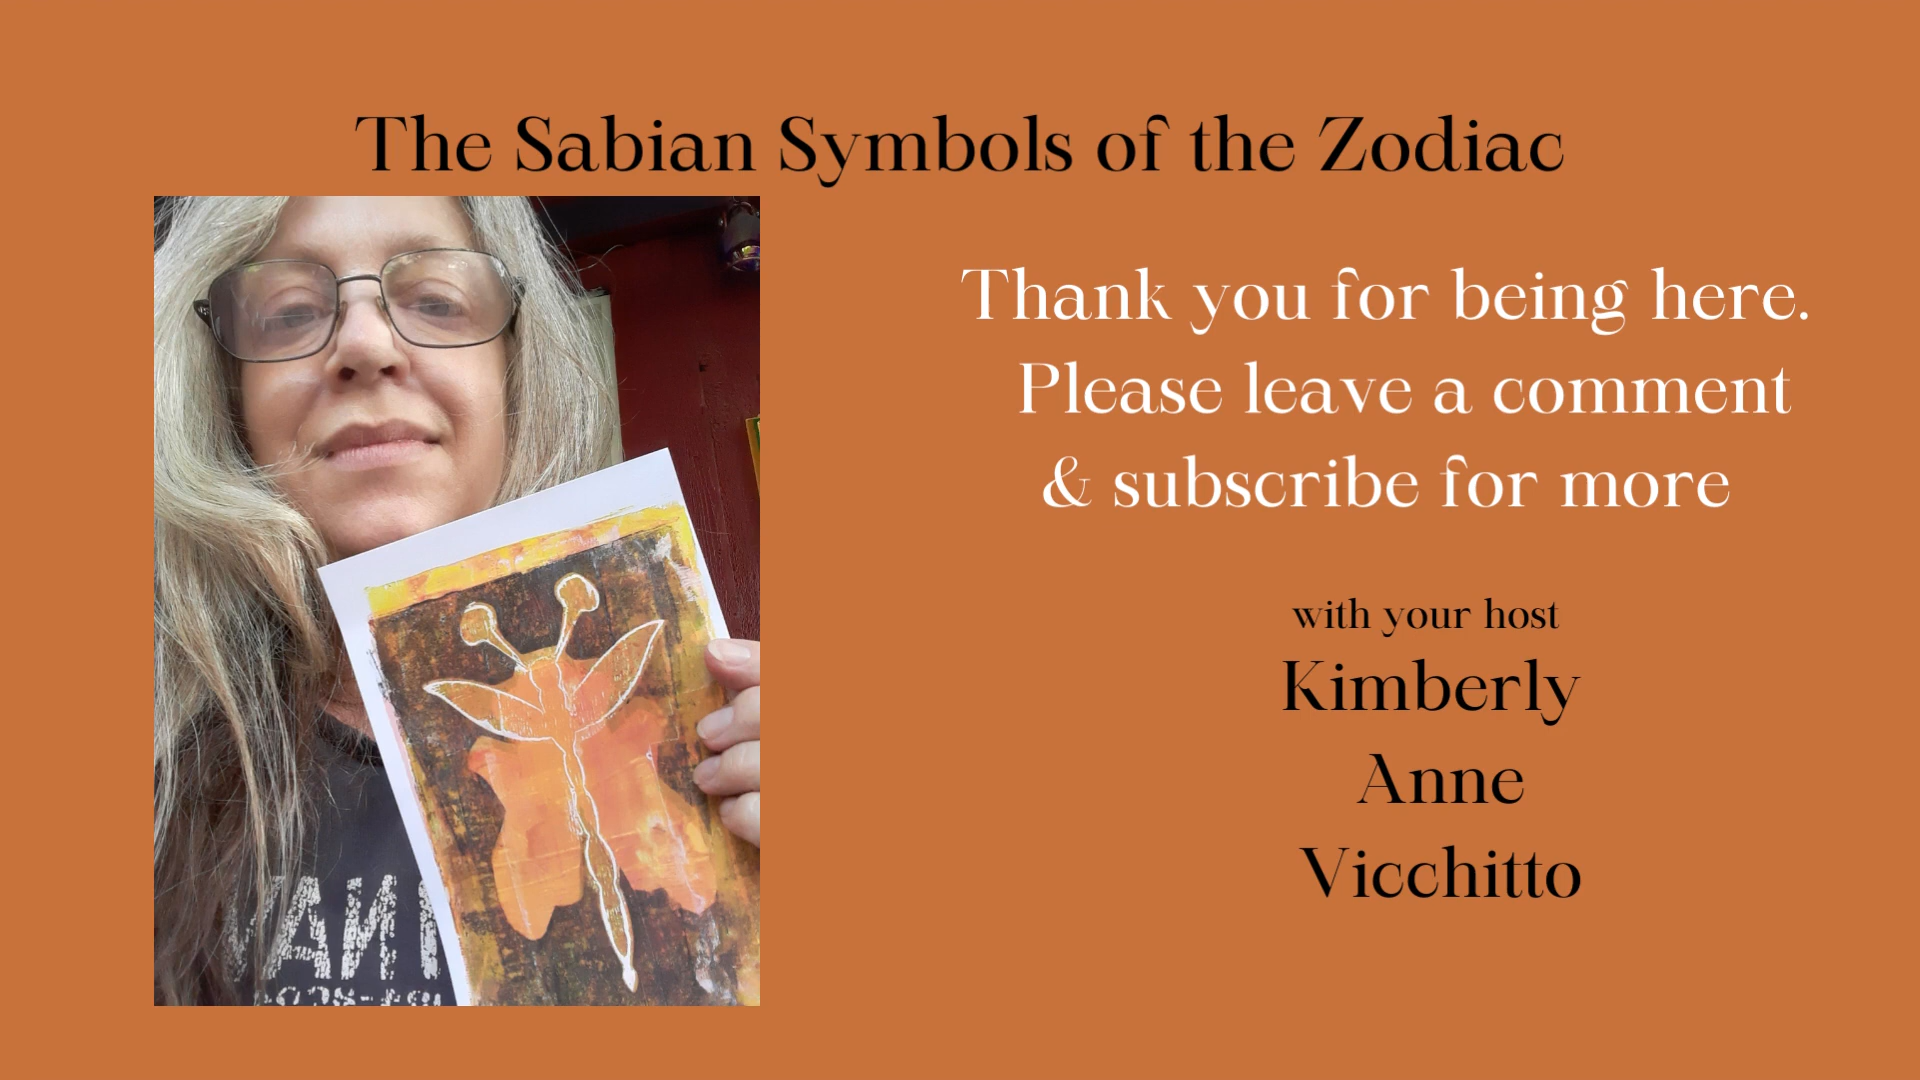 The Sabian Symbols of the Zodiac
Thank you for being here.
Please leave a comment
& subscribe for more
with your host
Kimberly
Anne
Vicchitto